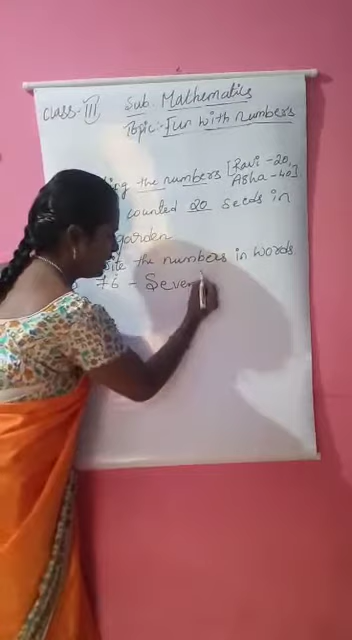 Class-III Sub. Mathematics
Topic:- Fun with numbers
ing the numbers [Ravi-20,
Asha-40]
counted 20 seeds in
garden
the numbers in words
76 - Seven